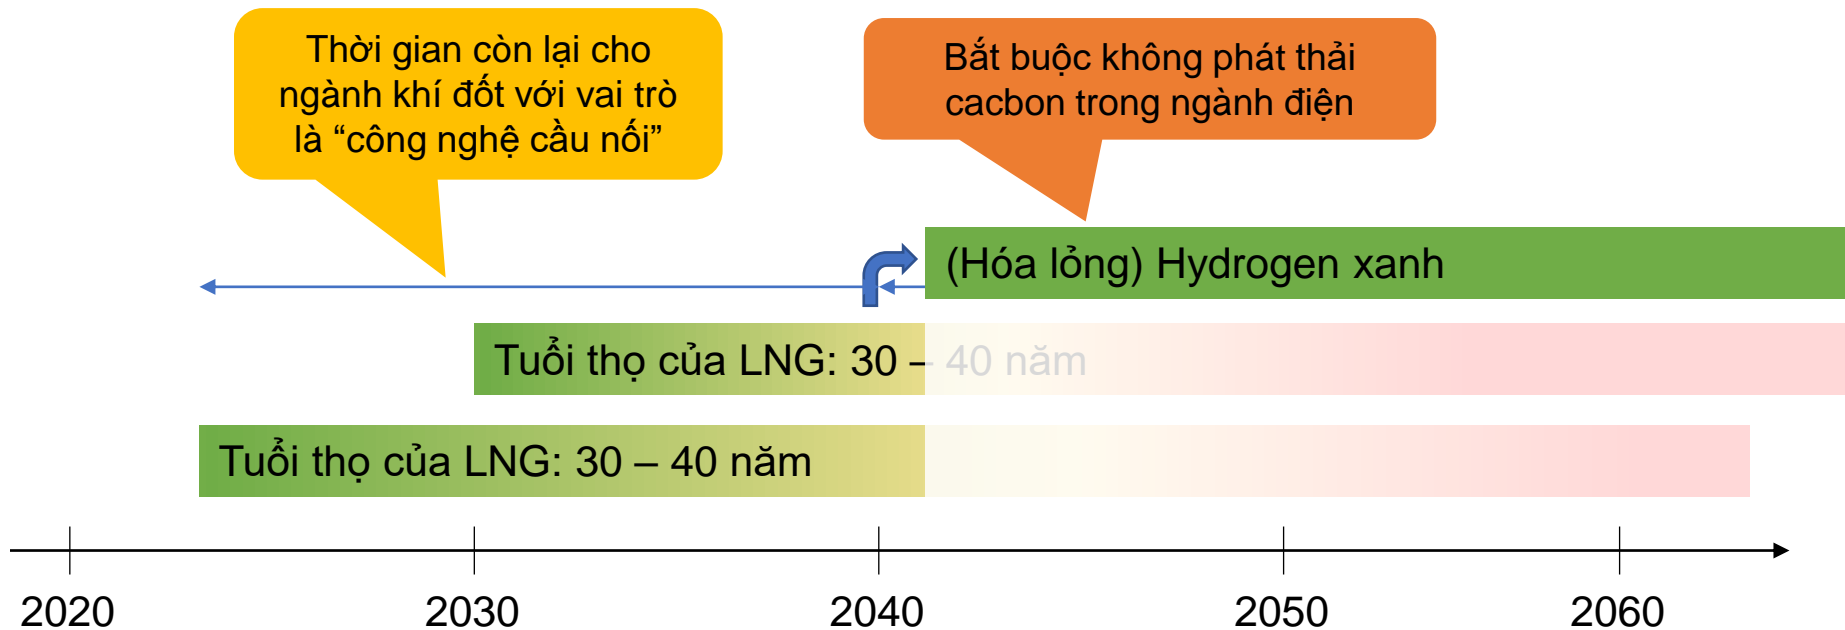 Thời gian còn lại cho
ngành khí đốt với vai trò
là “công nghệ cầu nối”
Bắt buộc không phát thải
cacbon trong ngành điện
(Hóa lỏng) Hydrogen xanh
Tuổi thọ của LNG: 30 – 40 năm
Tuổi thọ của LNG: 30 – 40 năm
2020 2030 2040 2050 2060